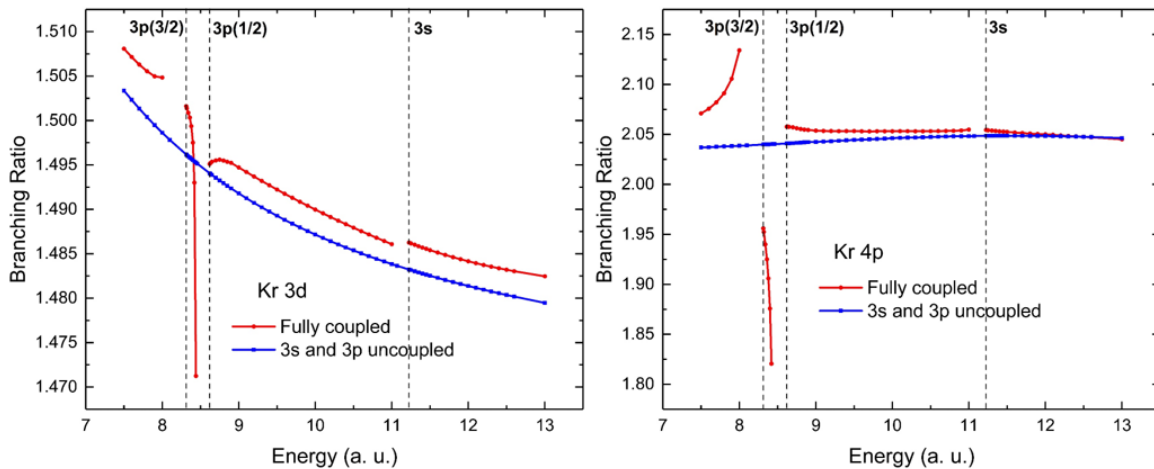 3p(3/2) 3p(1/2) 3s
1.510
1.505
1.500
1.495
1.490
1.485
1.480
1.475
1.470
Branching Ratio
Kr 3d
Fully coupled
3s and 3p uncoupled
7 8 9 10 11 12 13
Energy (a. u.)
3p(3/2) 3p(1/2) 3s
2.15
2.10
2.05
2.00
1.95
1.90
1.85
1.80
Branching Ratio
Kr 4p
Fully coupled
3s and 3p uncoupled
7 8 9 10 11 12 13
Energy (a. u.)